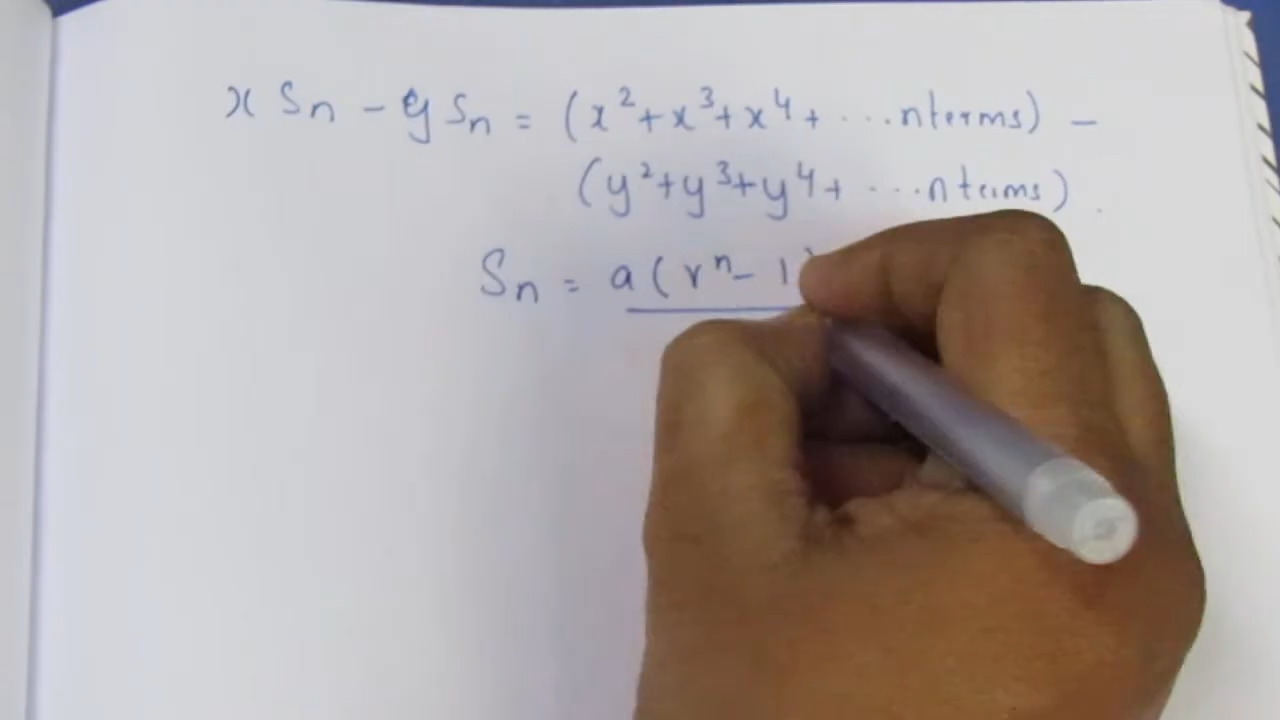 x Sn - y Sn = (x² + x³ + x⁴ + ... n terms) -
(y² + y³ + y⁴ + ... n terms).
Sn = a(rⁿ - 1)